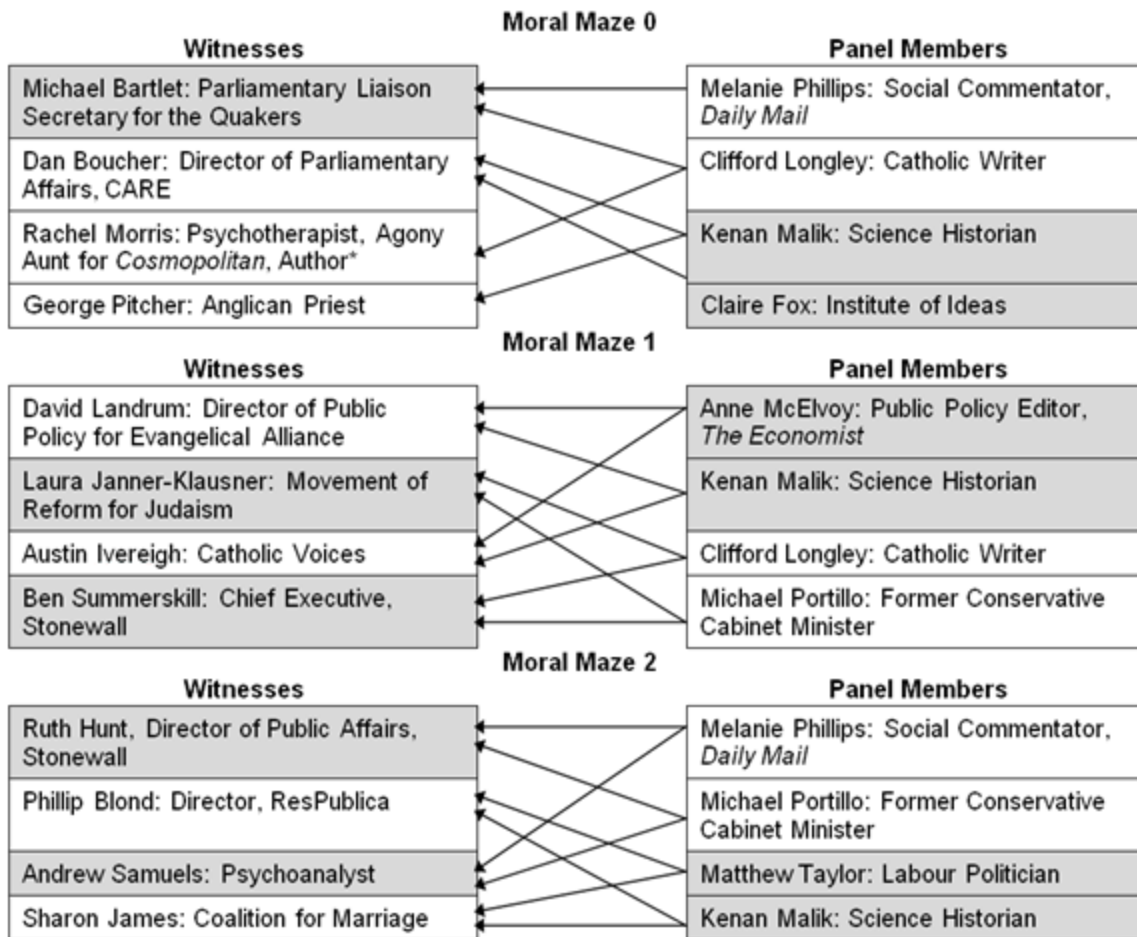 Moral Maze 0
Witnesses
Panel Members
Michael Bartlet: Parliamentary Liaison
Secretary for the Quakers
Dan Boucher: Director of Parliamentary
Affairs, CARE
Rachel Morris: Psychotherapist, Agony
Aunt for Cosmopolitan, Author*
George Pitcher: Anglican Priest
Melanie Phillips: Social Commentator,
Daily Mail
Clifford Longley: Catholic Writer
Kenan Malik: Science Historian
Claire Fox: Institute of Ideas
Moral Maze 1
Witnesses
Panel Members
David Landrum: Director of Public
Policy for Evangelical Alliance
Laura Janner-Klausner: Movement of
Reform for Judaism
Austin Ivereigh: Catholic Voices
Ben Summerskill: Chief Executive,
Stonewall
Anne McElvoy: Public Policy Editor,
The Economist
Kenan Malik: Science Historian
Clifford Longley: Catholic Writer
Michael Portillo: Former Conservative
Cabinet Minister
Moral Maze 2
Witnesses
Panel Members
Ruth Hunt, Director of Public Affairs,
Stonewall
Phillip Blond: Director, ResPublica
Andrew Samuels: Psychoanalyst
Sharon James: Coalition for Marriage
Melanie Phillips: Social Commentator,
Daily Mail
Michael Portillo: Former Conservative
Cabinet Minister
Matthew Taylor: Labour Politician
Kenan Malik: Science Historian